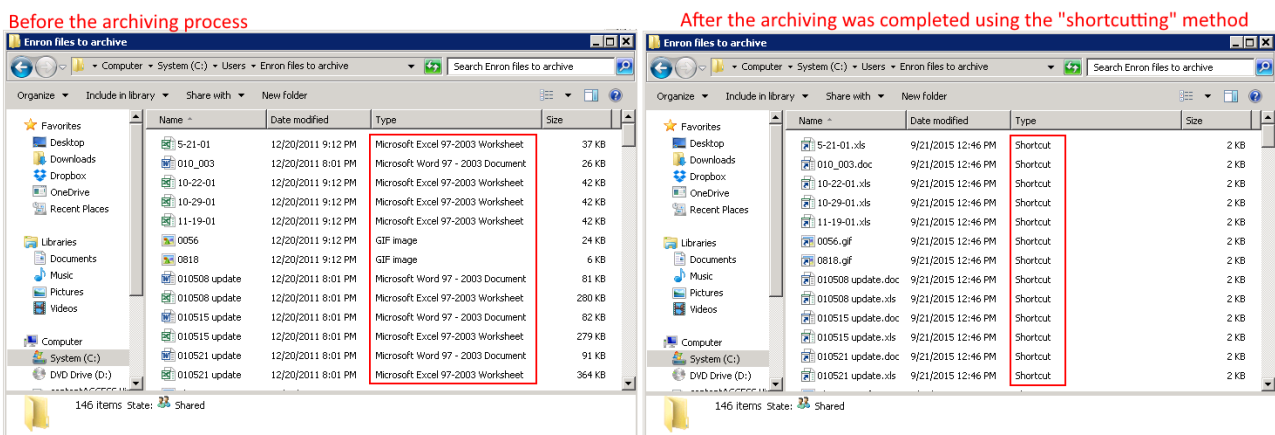 Before the archiving process
Enron files to archive
Computer System (C:) Users Enron files to archive
Search Enron files to archive
Organize Include in library Share with New folder
Favorites
Desktop
Downloads
Dropbox
OneDrive
Recent Places
Libraries
Documents
Music
Pictures
Videos
Computer
System (C:)
DVD Drive (D:)
Name Date modified Type Size
5-21-01 12/20/2011 9:12 PM Microsoft Excel 97-2003 Worksheet 37 KB
010_003 12/20/2011 8:01 PM Microsoft Word 97 - 2003 Document 26 KB
10-22-01 12/20/2011 9:12 PM Microsoft Excel 97-2003 Worksheet 42 KB
10-29-01 12/20/2011 9:12 PM Microsoft Excel 97-2003 Worksheet 42 KB
11-19-01 12/20/2011 9:12 PM Microsoft Excel 97-2003 Worksheet 42 KB
0056 12/20/2011 9:12 PM GIF image 24 KB
0818 12/20/2011 9:12 PM GIF image 6 KB
010508 update 12/20/2011 8:01 PM Microsoft Word 97 - 2003 Document 81 KB
010508 update 12/20/2011 8:01 PM Microsoft Excel 97-2003 Worksheet 280 KB
010515 update 12/20/2011 8:01 PM Microsoft Word 97 - 2003 Document 82 KB
010515 update 12/20/2011 8:01 PM Microsoft Excel 97-2003 Worksheet 279 KB
010521 update 12/20/2011 8:01 PM Microsoft Word 97 - 2003 Document 91 KB
010521 update 12/20/2011 8:01 PM Microsoft Excel 97-2003 Worksheet 364 KB
146 items State: Shared
After the archiving was completed using the "shortcutting" method
Enron files to archive
Computer System (C:) Users Enron files to archive
Search Enron files to archive
Organize Include in library Share with New folder
Favorites
Desktop
Downloads
Dropbox
OneDrive
Recent Places
Libraries
Documents
Music
Pictures
Videos
Computer
System (C:)
DVD Drive (D:)
Name Date modified Type Size
5-21-01.xls 9/21/2015 12:46 PM Shortcut 2 KB
010_003.doc 9/21/2015 12:46 PM Shortcut 2 KB
10-22-01.xls 9/21/2015 12:46 PM Shortcut 2 KB
10-29-01.xls 9/21/2015 12:46 PM Shortcut 2 KB
11-19-01.xls 9/21/2015 12:46 PM Shortcut 2 KB
0056.gif 9/21/2015 12:46 PM Shortcut 2 KB
0818.gif 9/21/2015 12:46 PM Shortcut 2 KB
010508 update.doc 9/21/2015 12:46 PM Shortcut 2 KB
010508 update.xls 9/21/2015 12:46 PM Shortcut 2 KB
010515 update.doc 9/21/2015 12:46 PM Shortcut 2 KB
010515 update.xls 9/21/2015 12:46 PM Shortcut 2 KB
010521 update.doc 9/21/2015 12:46 PM Shortcut 2 KB
010521 update.xls 9/21/2015 12:46 PM Shortcut 2 KB
146 items State: Shared